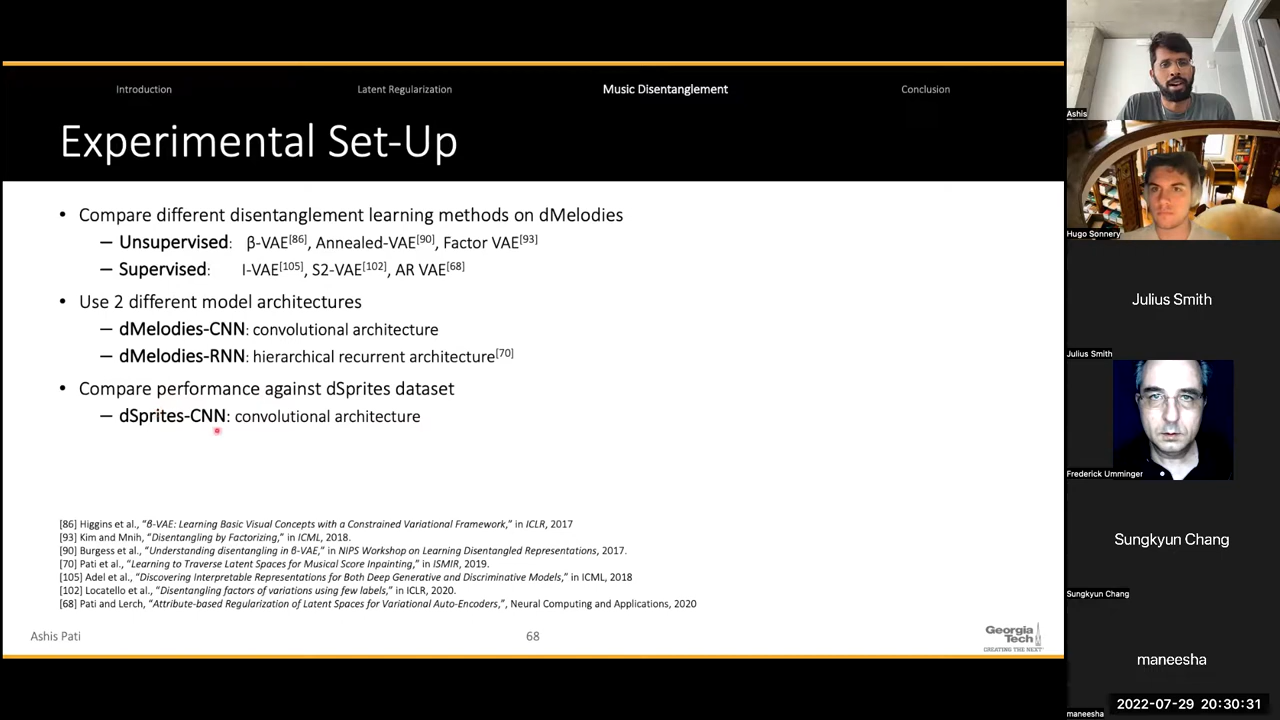 Introduction
Latent Regularization
Music Disentanglement
Conclusion
Experimental Set-Up
• Compare different disentanglement learning methods on dMelodies
– Unsupervised: β-VAE[86], Annealed-VAE[90], Factor VAE[93]
– Supervised: I-VAE[105], S2-VAE[102], AR VAE[68]
• Use 2 different model architectures
– dMelodies-CNN: convolutional architecture
– dMelodies-RNN: hierarchical recurrent architecture[70]
• Compare performance against dSprites dataset
– dSprites-CNN: convolutional architecture
[86] Higgins et al., “β-VAE: Learning Basic Visual Concepts with a Constrained Variational Framework,” in ICLR, 2017
[93] Kim and Mnih, “Disentangling by Factorizing,” in ICML, 2018.
[90] Burgess et al., “Understanding disentangling in β-VAE,” in NIPS Workshop on Learning Disentangled Representations, 2017.
[70] Pati et al., “Learning to Traverse Latent Spaces for Musical Score Inpainting,” in ISMIR, 2019.
[105] Adel et al., “Discovering Interpretable Representations for Both Deep Generative and Discriminative Models,” in ICML, 2018
[102] Locatello et al., “Disentangling factors of variations using few labels,” in ICLR, 2020.
[68] Pati and Lerch, “Attribute-based Regularization of Latent Spaces for Variational Auto-Encoders,”, Neural Computing and Applications, 2020
Ashis Pati
68
Georgia
Tech
CREATING THE NEXT
Ashis
Hugo Sonnery
Julius Smith
Julius Smith
Frederick Umminger
Sungkyun Chang
Sungkyun Chang
maneesha
maneesha
2022-07-29 20:30:31